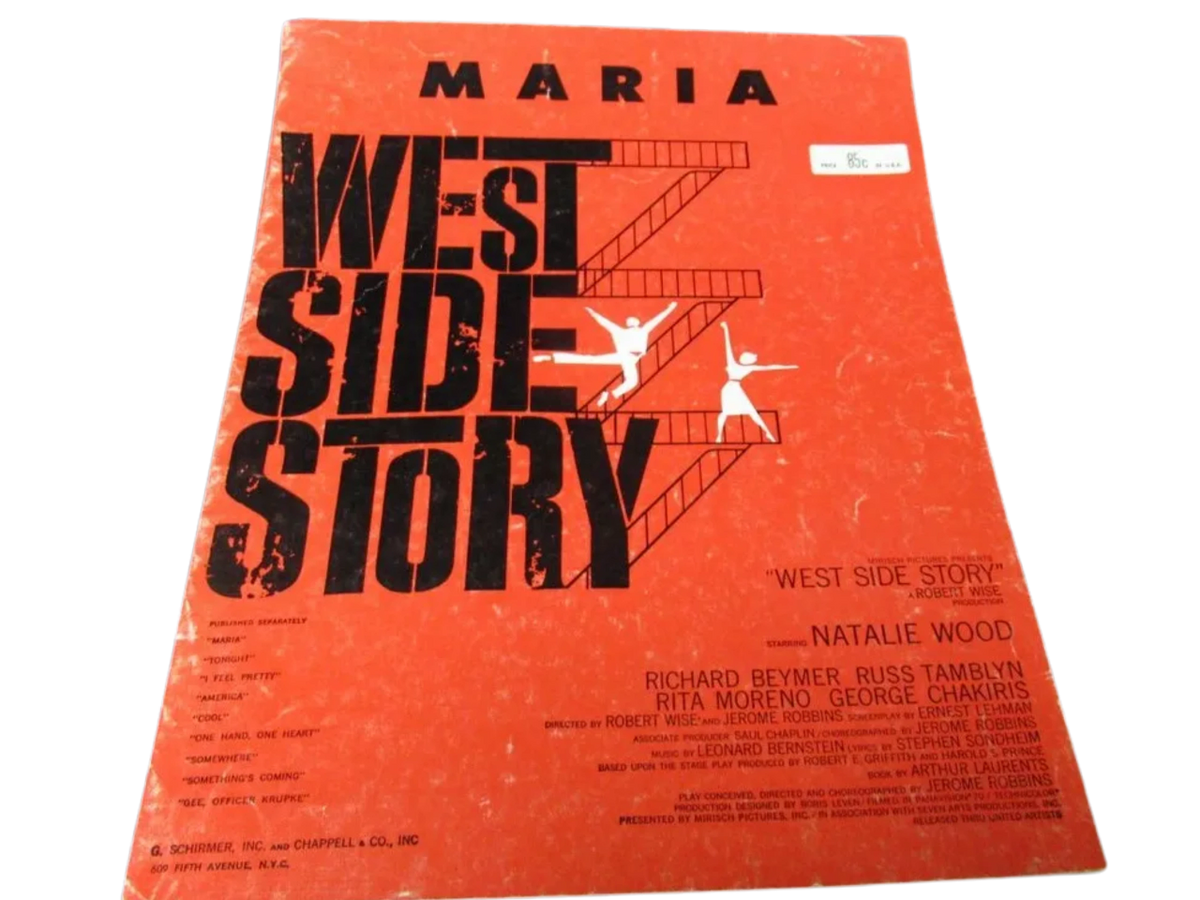 MARIA
PRICE 85¢ IN U.S.A.
WEST
SIDE
STORY
MIRISCH PICTURES PRESENTS
"WEST SIDE STORY"
A ROBERT WISE
PRODUCTION
STARRING NATALIE WOOD
RICHARD BEYMER RUSS TAMBLYN
RITA MORENO GEORGE CHAKIRIS
DIRECTED BY ROBERT WISE AND JEROME ROBBINS SCREENPLAY BY ERNEST LEHMAN
ASSOCIATE PRODUCER SAUL CHAPLIN / CHOREOGRAPHED BY JEROME ROBBINS
MUSIC BY LEONARD BERNSTEIN LYRICS BY STEPHEN SONDHEIM
BASED UPON THE STAGE PLAY PRODUCED BY ROBERT E. GRIFFITH AND HAROLD S. PRINCE
BOOK BY ARTHUR LAURENTS
PLAY CONCEIVED, DIRECTED AND CHOREOGRAPHED BY JEROME ROBBINS
PRODUCTION DESIGNED BY BORIS LEVEN / FILMED IN PANAVISION 70 / TECHNICOLOR®
PRESENTED BY MIRISCH PICTURES, INC. / IN ASSOCIATION WITH SEVEN ARTS PRODUCTIONS, INC.
RELEASED THRU UNITED ARTISTS
PUBLISHED SEPARATELY
"MARIA"
"TONIGHT"
"I FEEL PRETTY"
"AMERICA"
"COOL"
"ONE HAND, ONE HEART"
"SOMEWHERE"
"SOMETHING'S COMING"
"GEE, OFFICER KRUPKE"
G. SCHIRMER, INC. AND CHAPPELL & CO., INC
609 FIFTH AVENUE, N.Y.C.